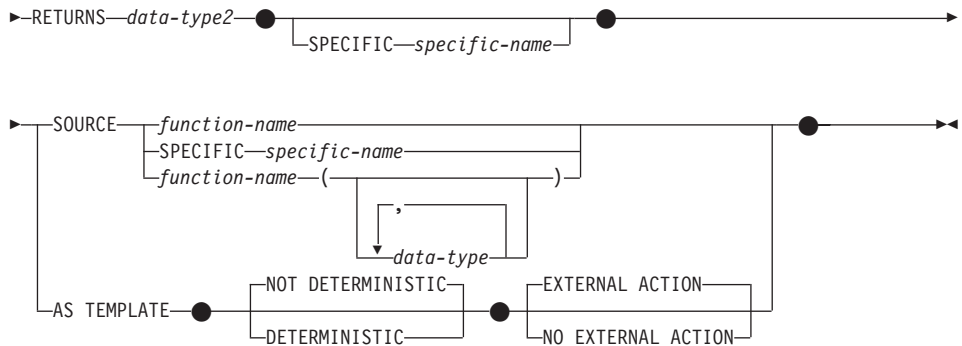 RETURNS data-type2
SPECIFIC specific-name
SOURCE function-name
SPECIFIC specific-name
function-name ( )
,
data-type
NOT DETERMINISTIC EXTERNAL ACTION
AS TEMPLATE
DETERMINISTIC NO EXTERNAL ACTION